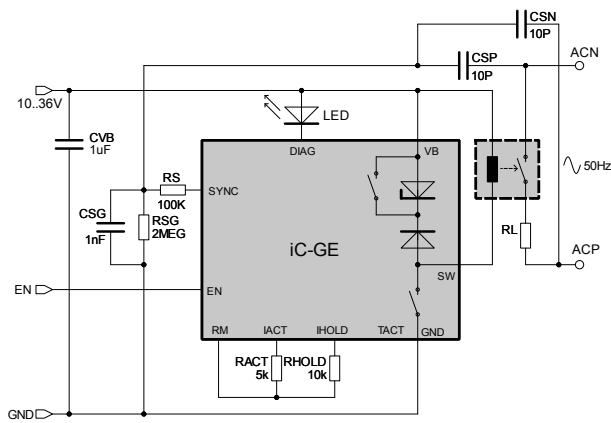 CSN
10P
CSP
10P
ACN
10..36V
LED
CVB
1uF
DIAG
VB
RS
100K
SYNC
50Hz
CSG
1nF
RSG
2MEG
iC-GE
RL
SW
ACP
EN
EN
RM
IACT
IHOLD
TACT
GND
RACT
5k
RHOLD
10k
GND